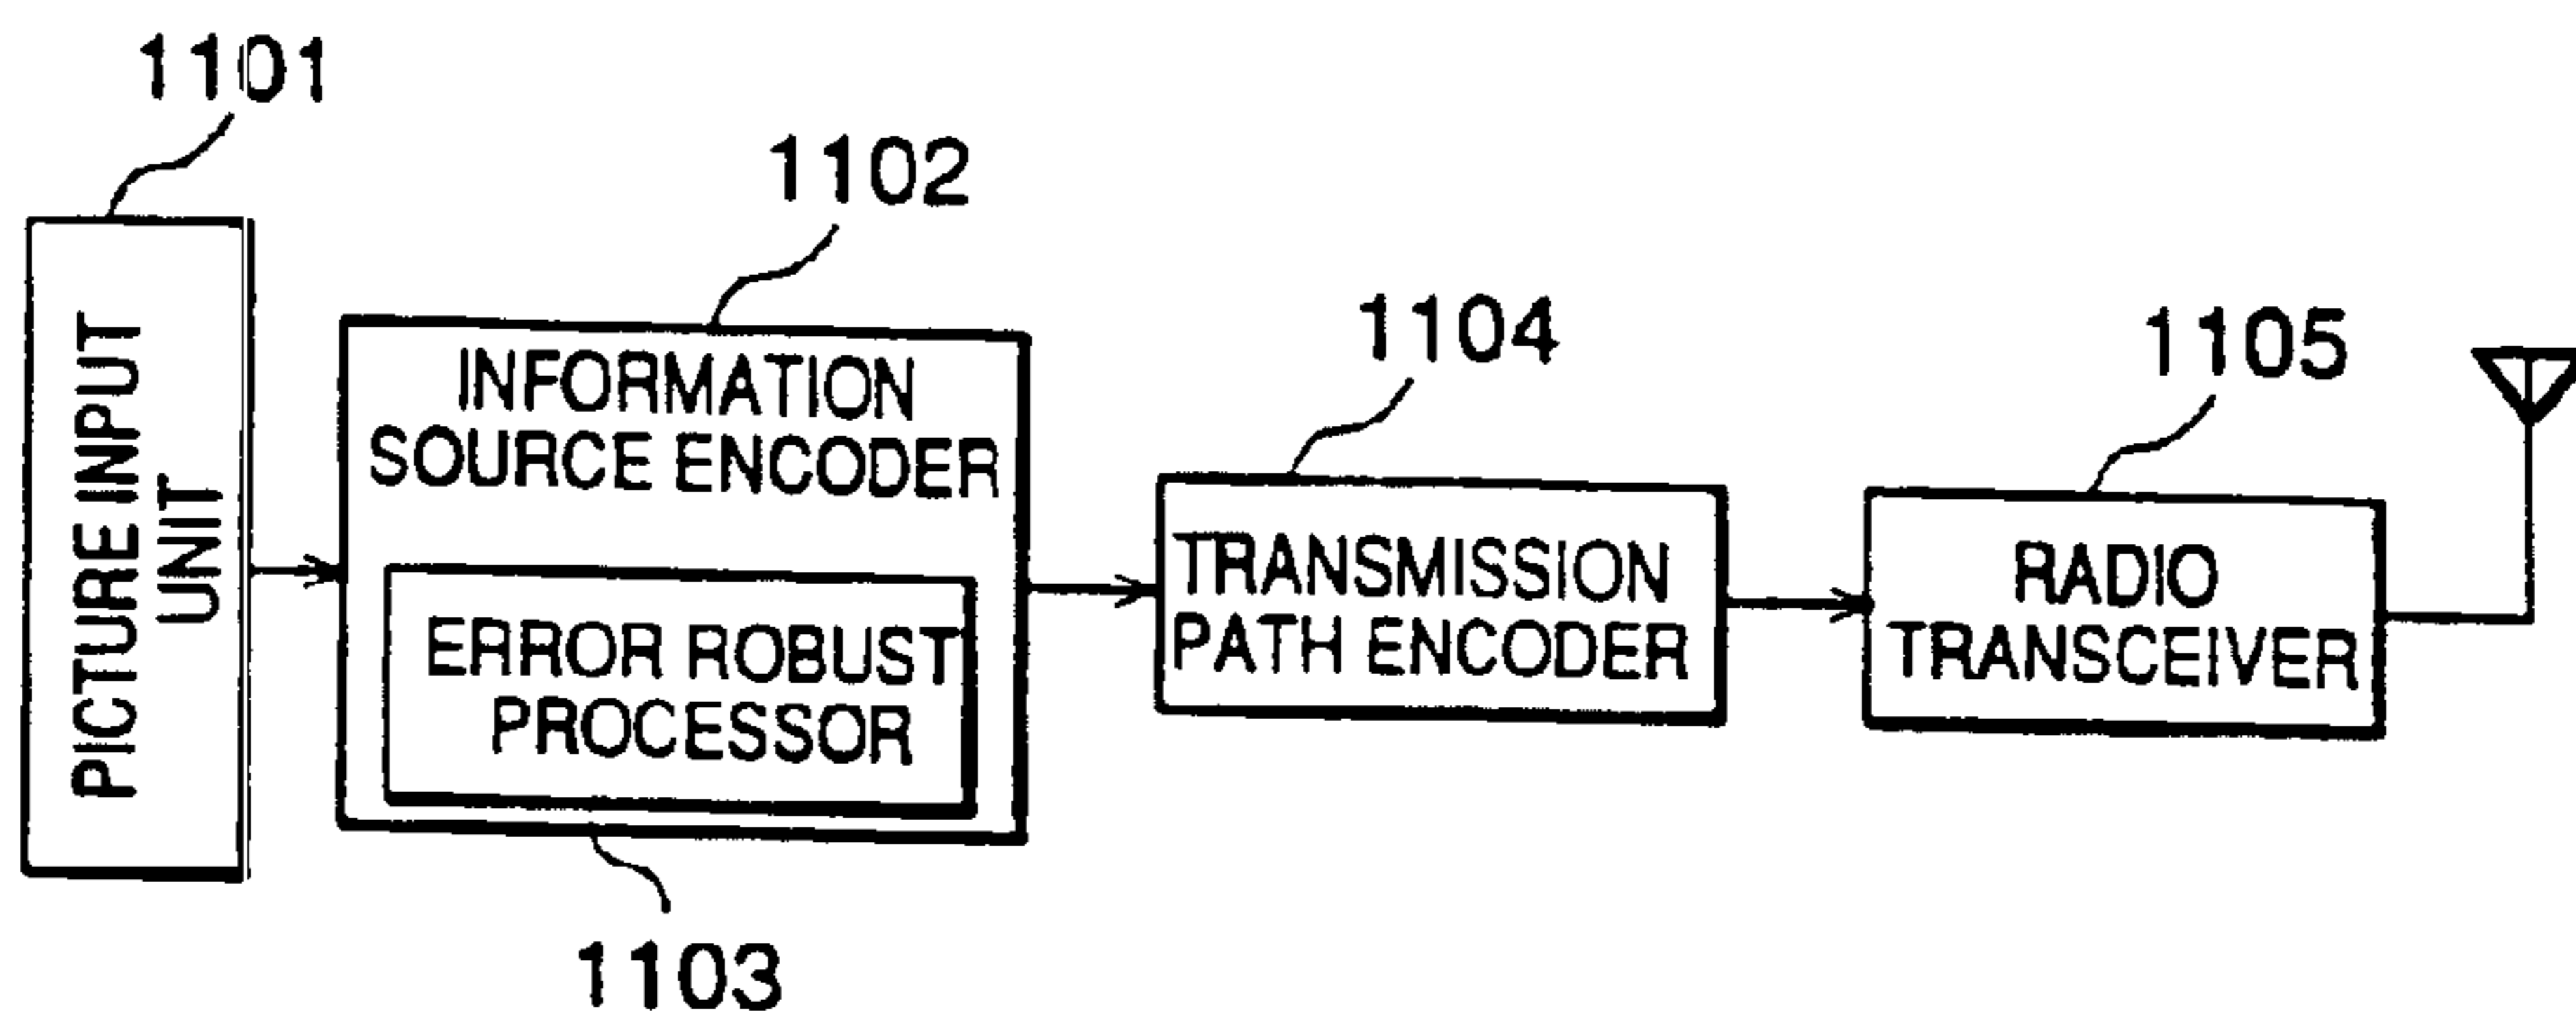 1101
PICTURE INPUT
UNIT
1102
INFORMATION
SOURCE ENCODER
ERROR ROBUST
PROCESSOR
1103
1104
TRANSMISSION
PATH ENCODER
1105
RADIO
TRANSCEIVER